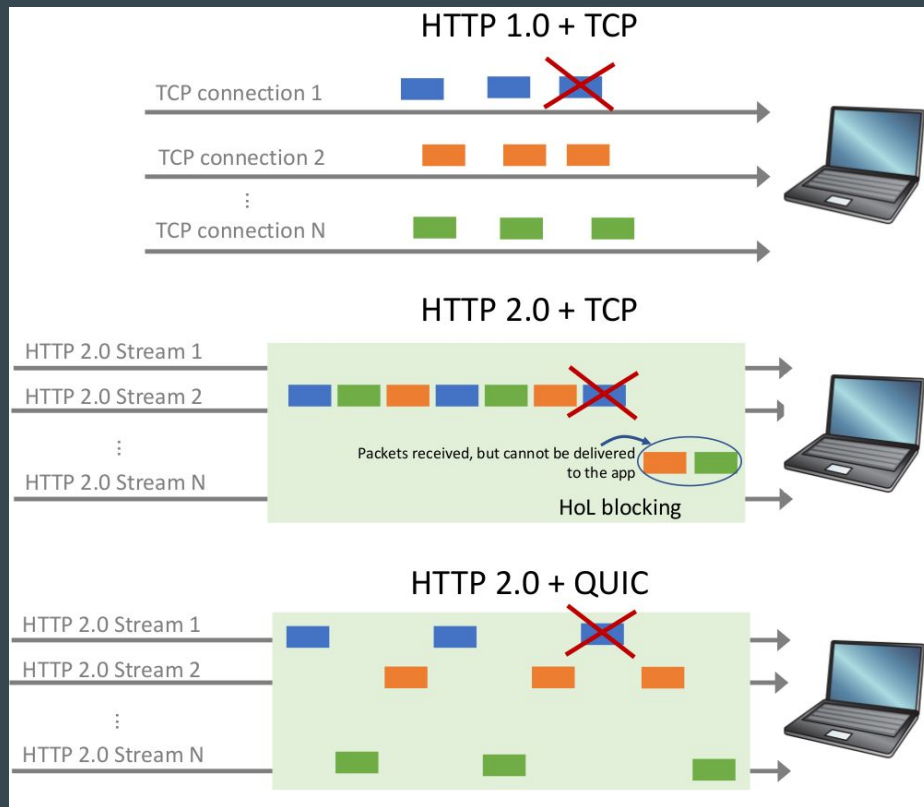 HTTP 1.0 + TCP
TCP connection 1
TCP connection 2
⋮
TCP connection N
HTTP 2.0 + TCP
HTTP 2.0 Stream 1
HTTP 2.0 Stream 2
⋮
HTTP 2.0 Stream N
Packets received, but cannot be delivered
to the app
HoL blocking
HTTP 2.0 + QUIC
HTTP 2.0 Stream 1
HTTP 2.0 Stream 2
⋮
HTTP 2.0 Stream N